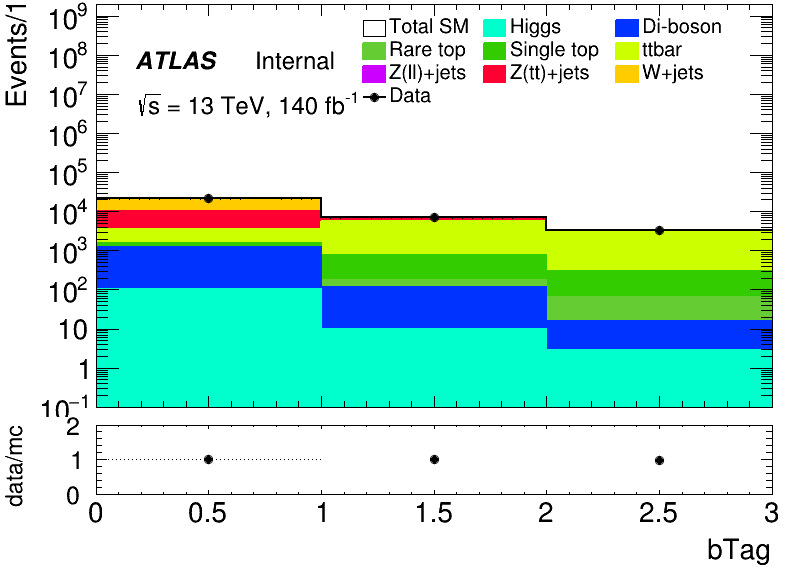 Events/1
10⁹
10⁸
10⁷
10⁶
10⁵
10⁴
10³
10²
10
1
10⁻¹
ATLAS Internal
√s = 13 TeV, 140 fb⁻¹
Total SM Higgs Di-boson
Rare top Single top ttbar
Z(ll)+jets Z(tt)+jets W+jets
Data
data/mc
2
1
0
0 0.5 1 1.5 2 2.5 3
bTag